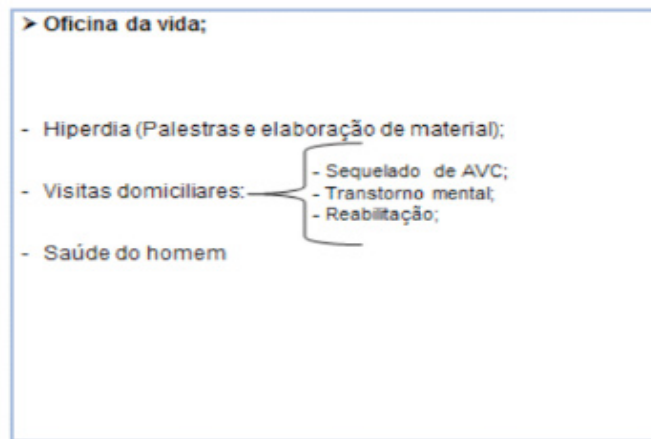 ➤ Oficina da vida;
- Hiperdia (Palestras e elaboração de material);
- Visitas domiciliares:
- Sequelado de AVC;
- Transtorno mental;
- Reabilitação;
- Saúde do homem